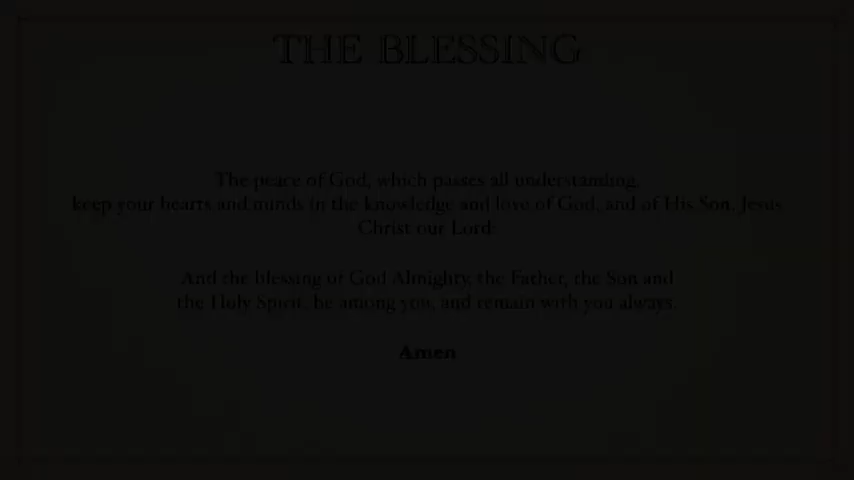 THE BLESSING
The peace of God, which passes all understanding,
keep your hearts and minds in the knowledge and love of God, and of His Son, Jesus
Christ our Lord
And the blessing of God Almighty, the Father, the Son and
the Holy Spirit, be among you, and remain with you always.
Amen